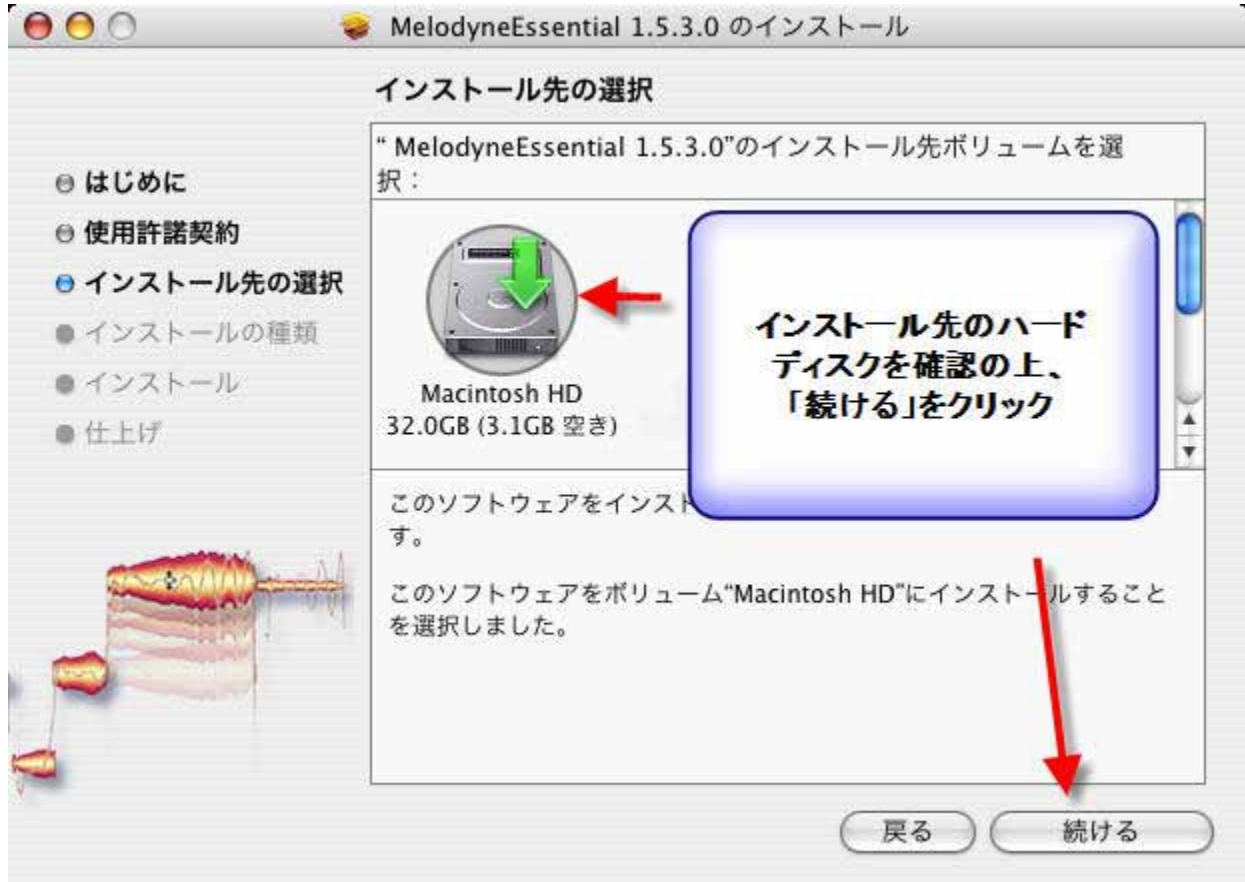 MelodyneEssential 1.5.3.0 のインストール
インストール先の選択
はじめに
使用許諾契約
インストール先の選択
インストールの種類
インストール
仕上げ
“ MelodyneEssential 1.5.3.0”のインストール先ボリュームを選
択：
Macintosh HD
32.0GB (3.1GB 空き)
インストール先のハード
ディスクを確認の上、
「続ける」をクリック
このソフトウェアをインスト
す。
このソフトウェアをボリューム“Macintosh HD”にインストールすること
を選択しました。
戻る
続ける